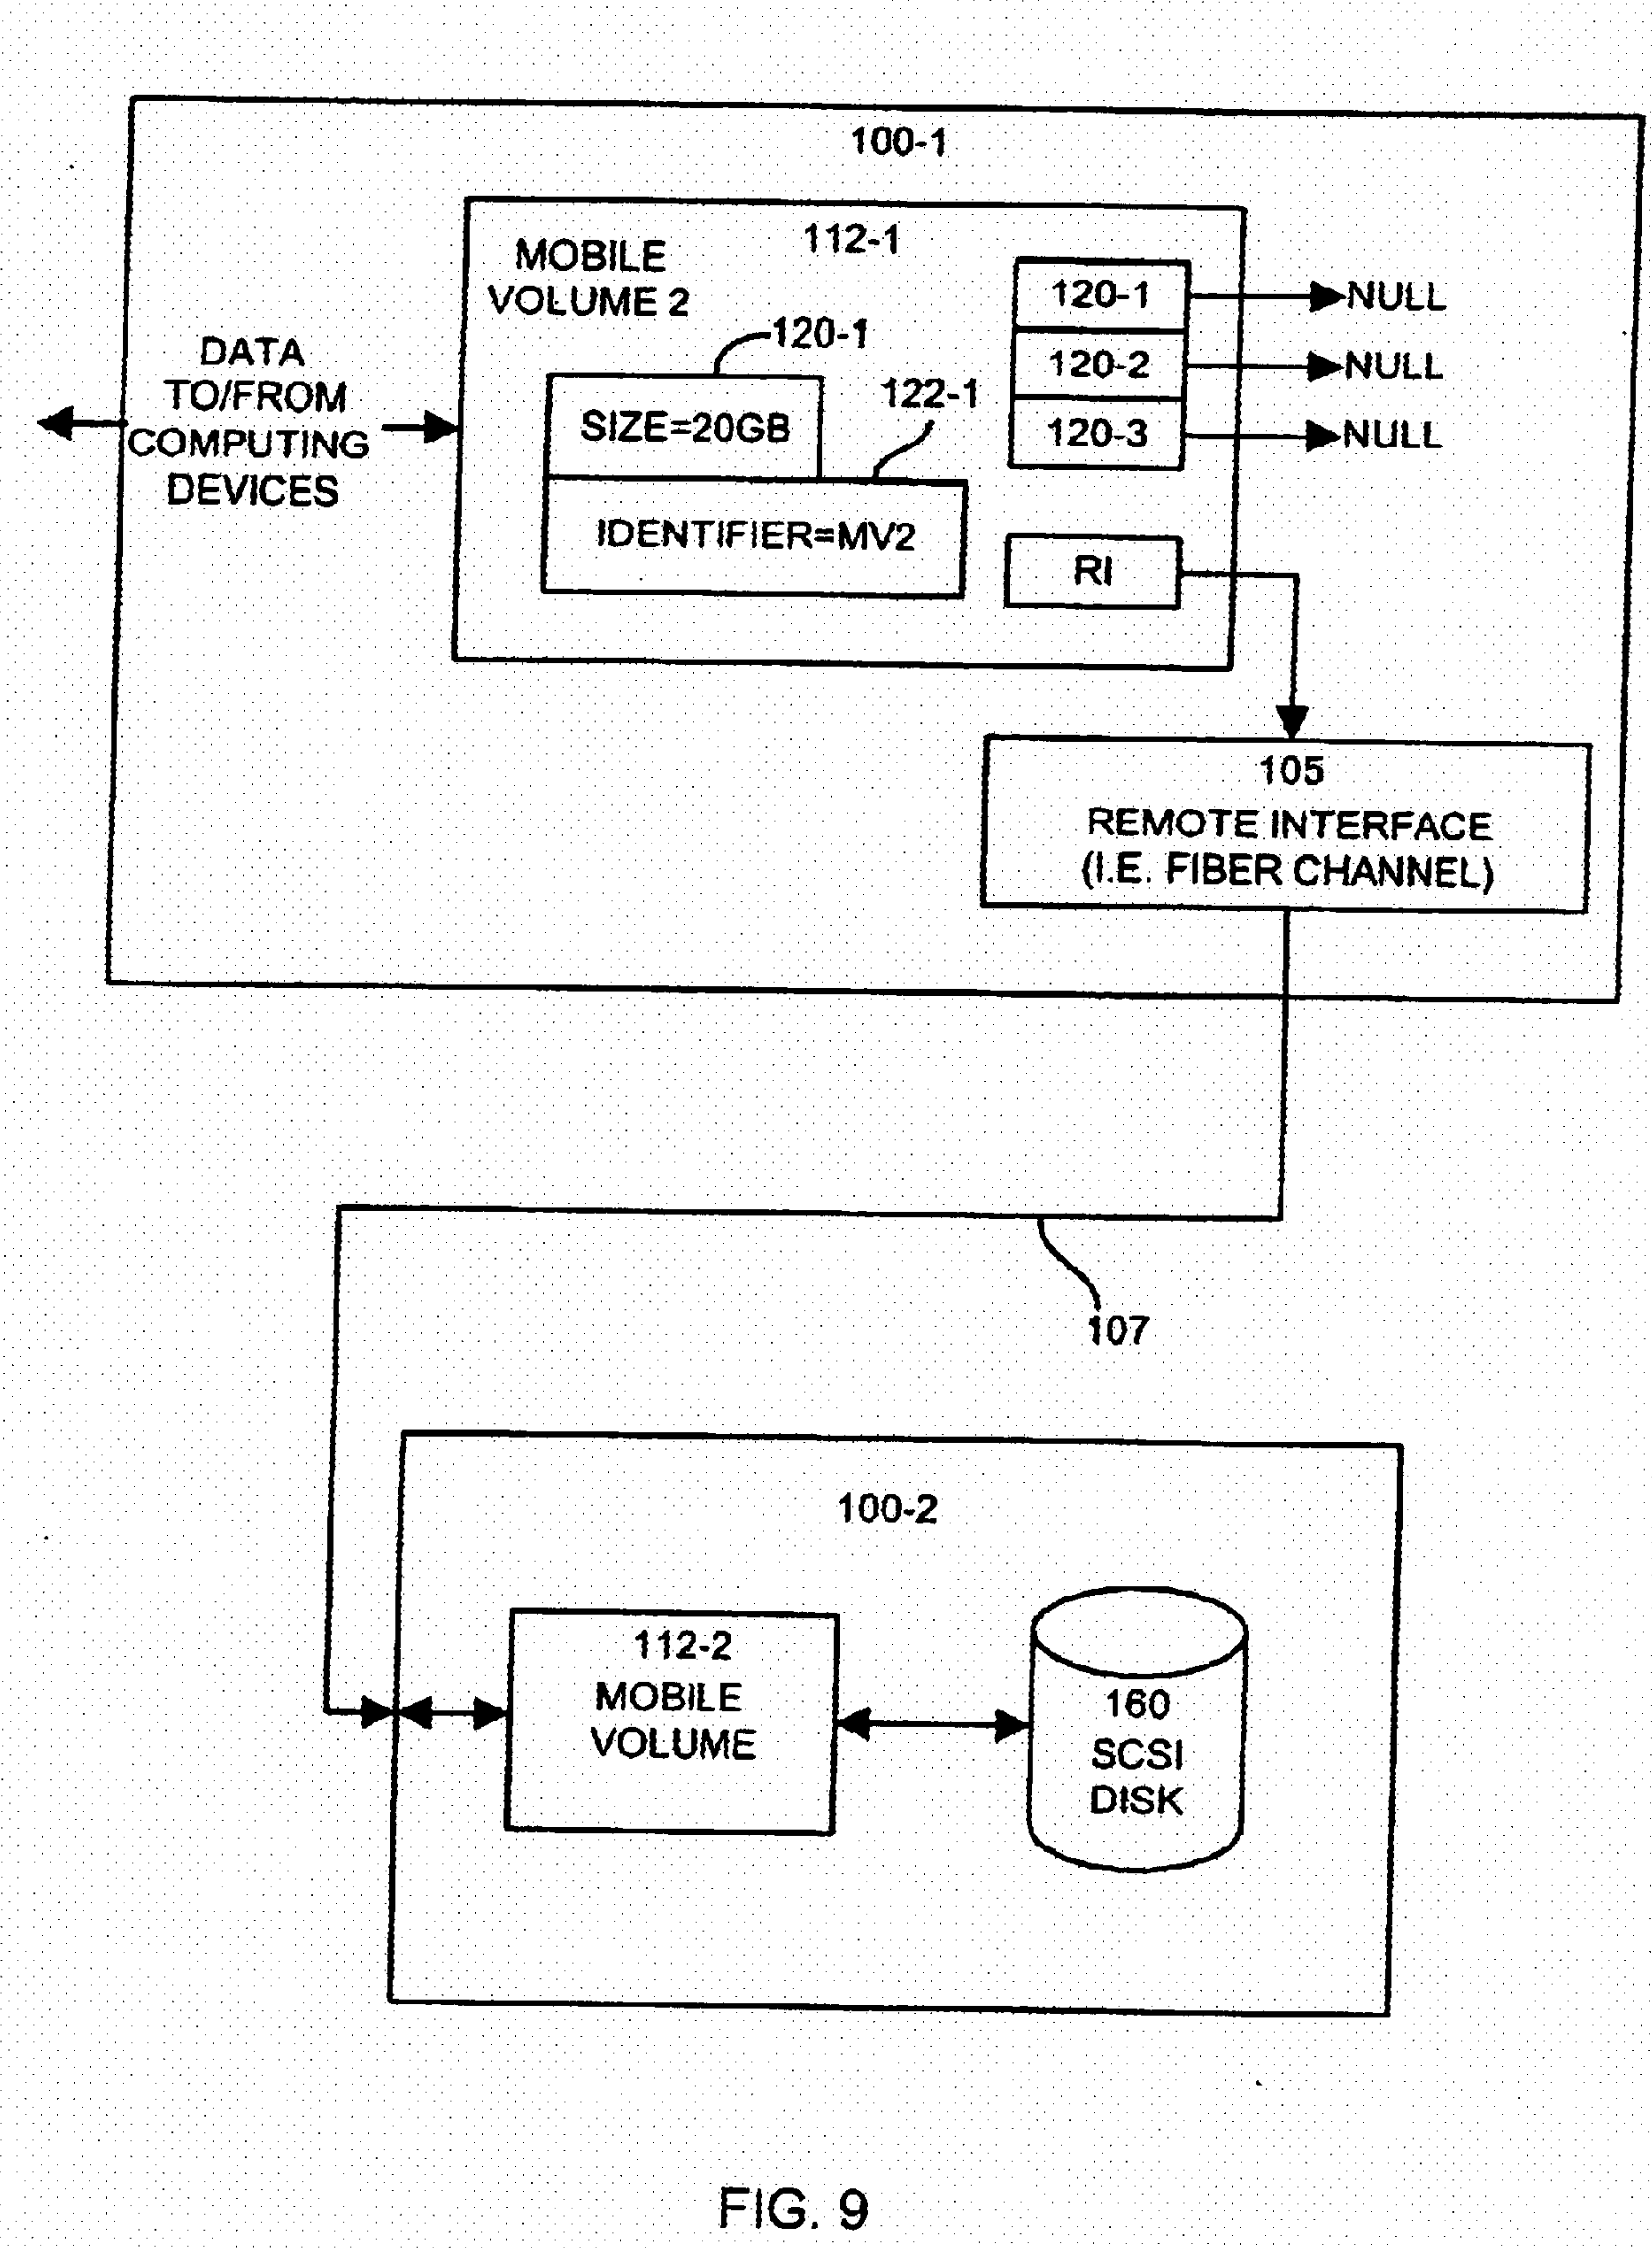 100-1
112-1
MOBILE
VOLUME 2
120-1
122-1
SIZE=20GB
IDENTIFIER=MV2
120-1
NULL
120-2
NULL
120-3
NULL
RI
DATA
TO/FROM
COMPUTING
DEVICES
105
REMOTE INTERFACE
(I.E. FIBER CHANNEL)
107
100-2
112-2
MOBILE
VOLUME
160
SCSI
DISK
FIG. 9